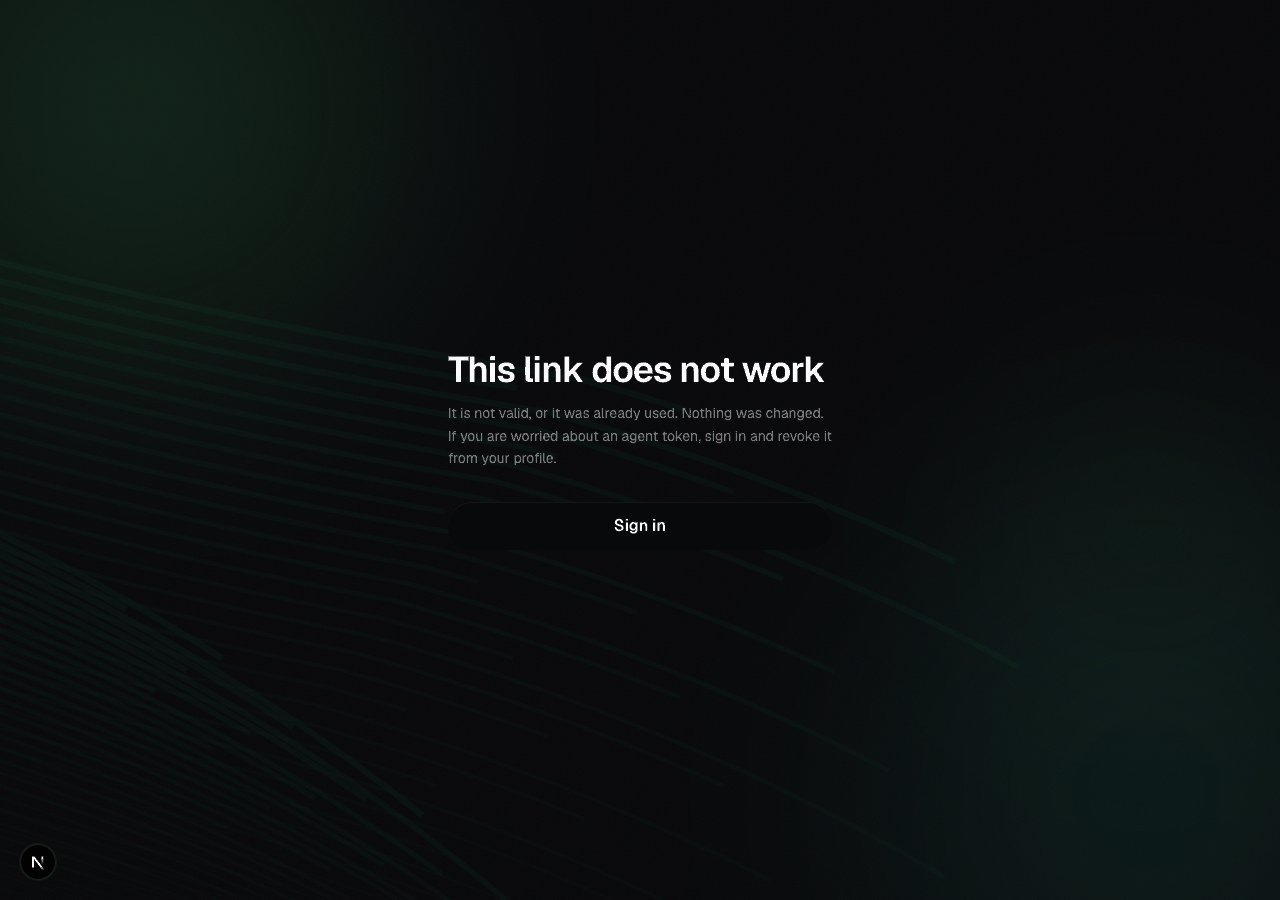 This link does not work
It is not valid, or it was already used. Nothing was changed.
If you are worried about an agent token, sign in and revoke it
from your profile.
Sign in
N